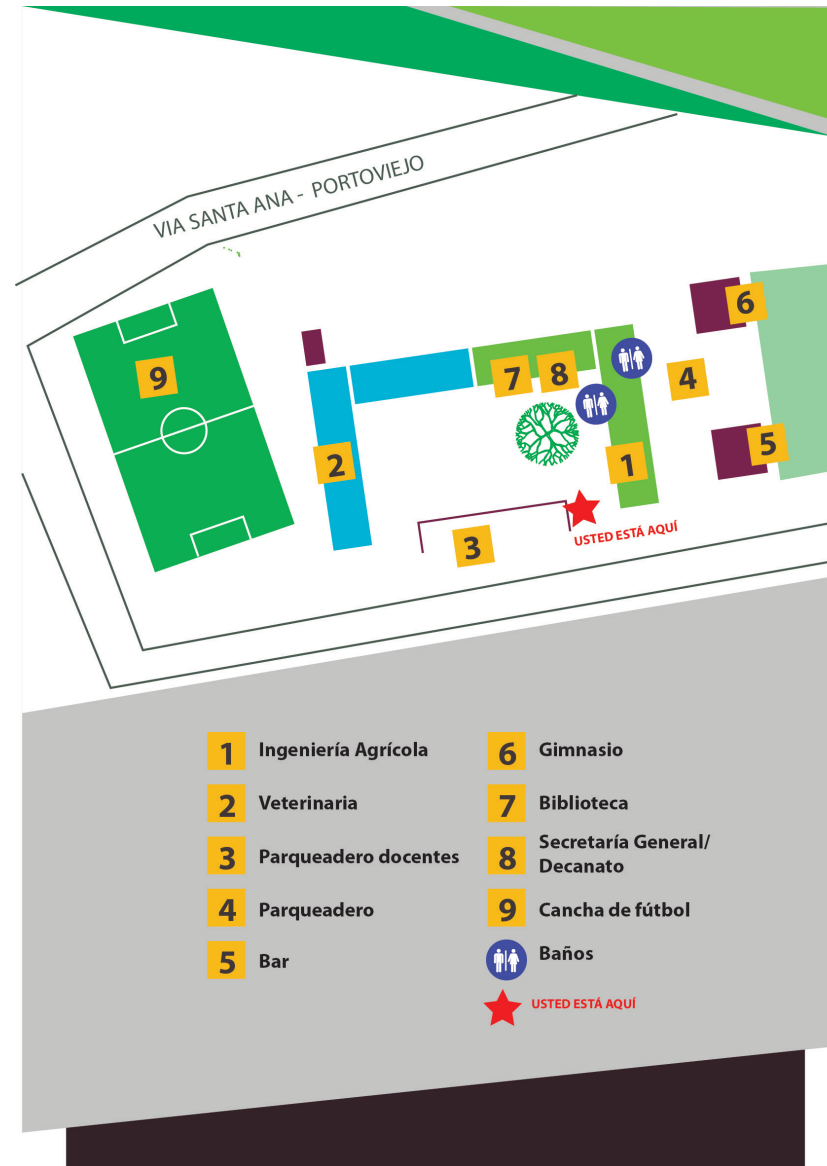 VIA SANTA ANA - PORTOVIEJO
6
9
7
8
4
2
1
5
3
USTED ESTÁ AQUÍ
1 Ingeniería Agrícola
2 Veterinaria
3 Parqueadero docentes
4 Parqueadero
5 Bar
6 Gimnasio
7 Biblioteca
8 Secretaría General/
Decanato
9 Cancha de fútbol
Baños
USTED ESTÁ AQUÍ